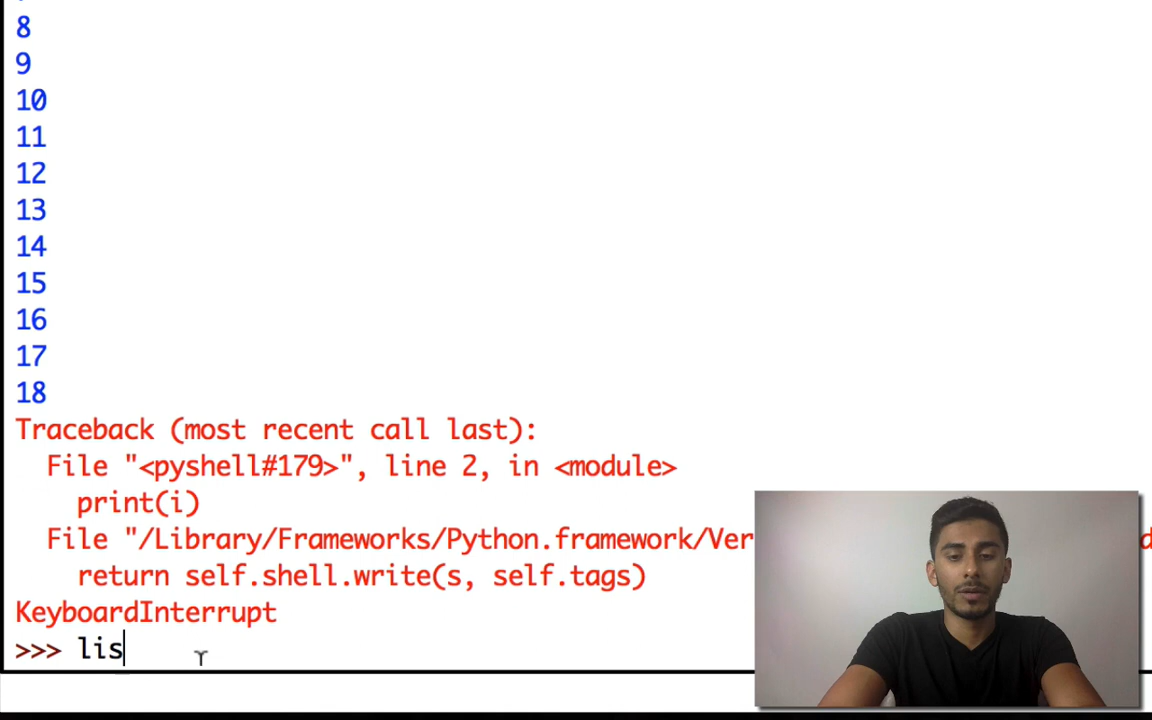 8
9
10
11
12
13
14
15
16
17
18
Traceback (most recent call last):
  File "<pyshell#179>", line 2, in <module>
    print(i)
  File "/Library/Frameworks/Python.framework/Ver
    return self.shell.write(s, self.tags)
KeyboardInterrupt
>>> lis